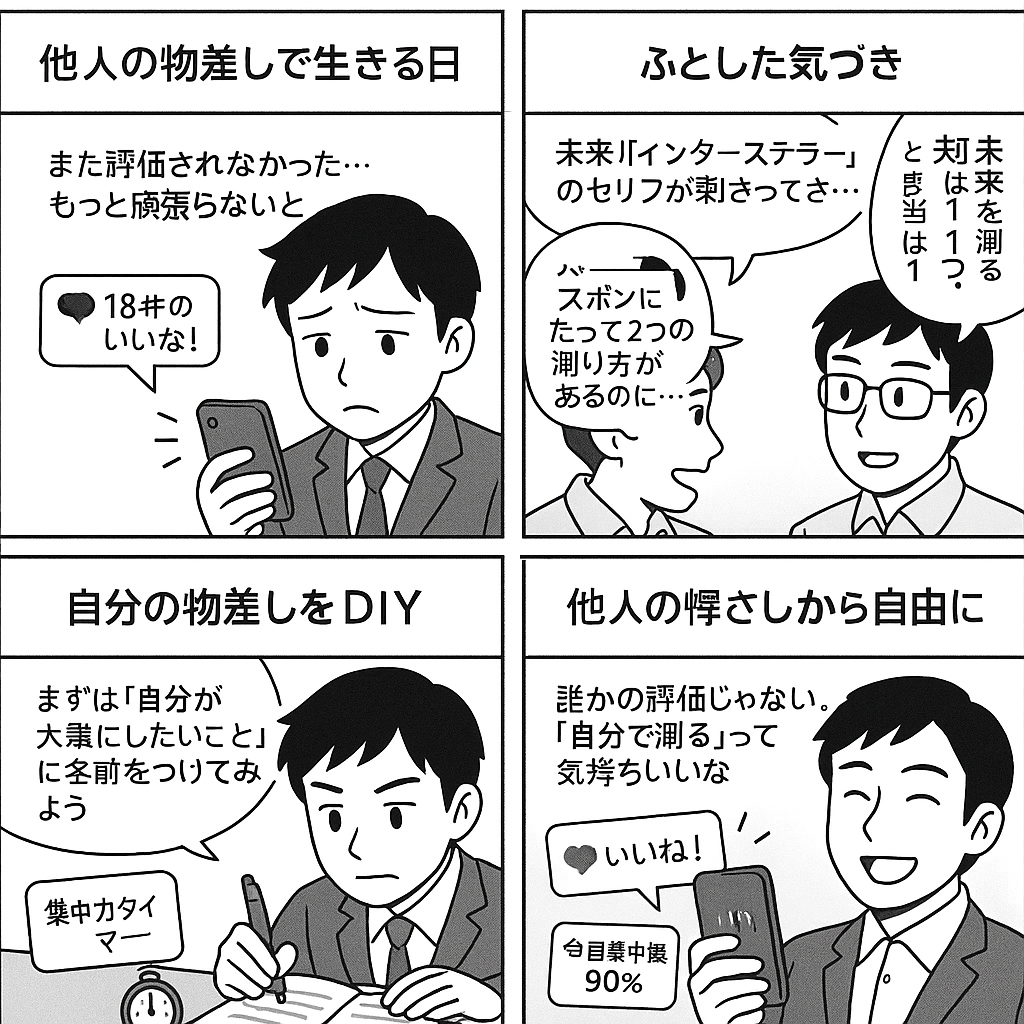 他人の物差しで生きる日
また評価されなかった…
もっと頑張らないと
18件の
いいな!
ふとした気づき
未来「インターステラー」
のセリフが刺さってさ…
未来を測る
は11つ.
と は1
スボンに
たって2つの
測り方が
あるのに…
自分の物差しをDIY
まずは「自分が
大事にしたいこと」
に名前をつけてみ
よう
集中力タイ
マー
他人の さしから自由に
誰かの評価じゃない。
「自分で測る」って
気持ちいいな
いいね!
90%